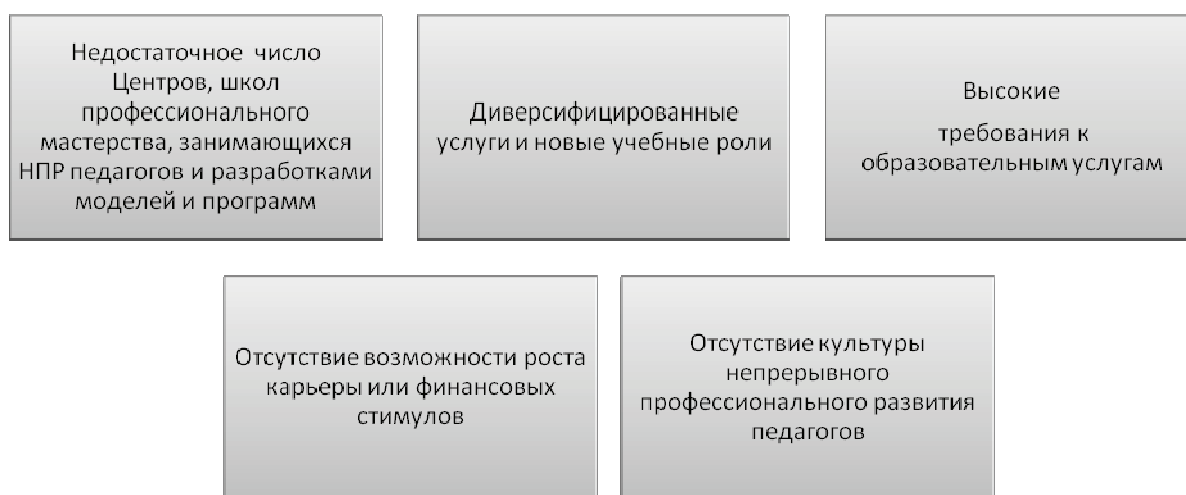 Недостаточное число
Центров, школ
профессионального
мастерства, занимающихся
НПР педагогов и разработками
моделей и программ
Диверсифицированные
услуги и новые учебные роли
Высокие
требования к
образовательным услугам
Отсутствие возможности роста
карьеры или финансовых
стимулов
Отсутствие культуры
непрерывного
профессионального развития
педагогов